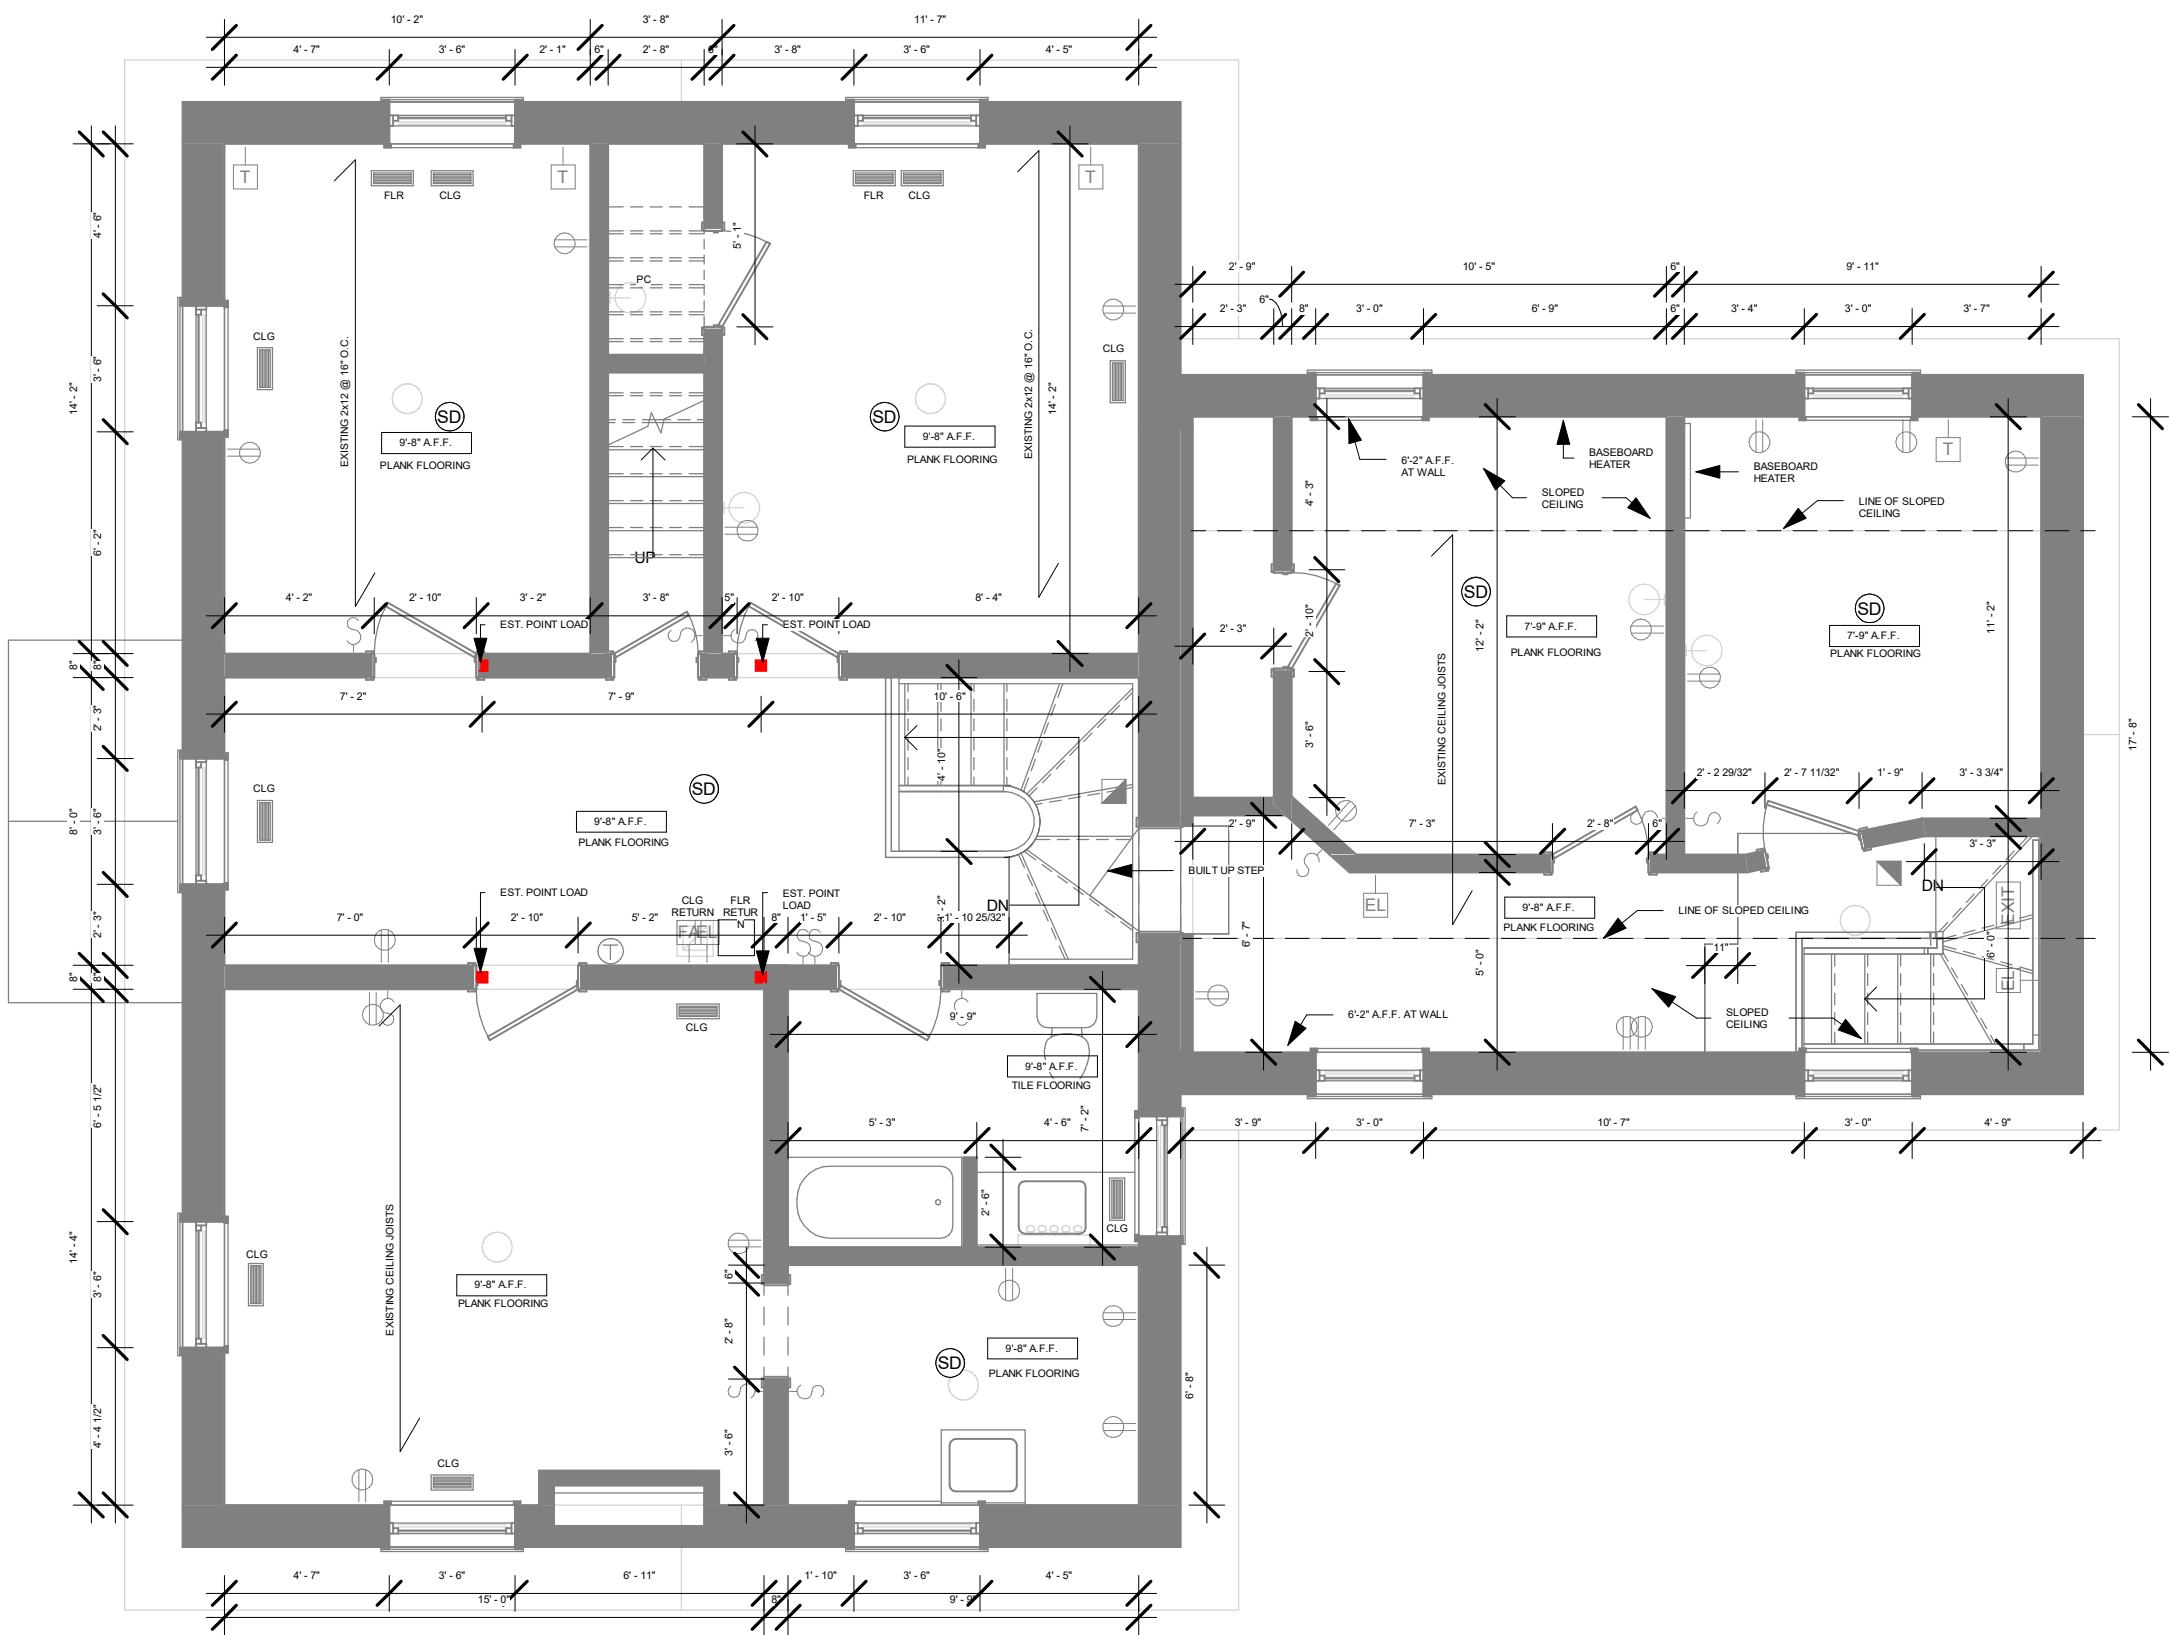 10' - 2"
3' - 8"
11' - 7"
4' - 7"
3' - 6"
2' - 1"
6"
2' - 8"
6"
3' - 8"
3' - 6"
4' - 5"
T
FLR
CLG
T
FLR
CLG
T
4' - 6"
5' - 1"
PC
2' - 9"
10' - 5"
6"
9' - 11"
2' - 3"
6"
8"
3' - 0"
6' - 9"
6"
3' - 4"
3' - 0"
3' - 7"
CLG
CLG
14' - 2"
3' - 6"
EXISTING 2x12 @ 16" O.C.
EXISTING 2x12 @ 16" O.C.
14' - 2"
SD
9'-8" A.F.F.
PLANK FLOORING
SD
9'-8" A.F.F.
PLANK FLOORING
6'-2" A.F.F.
AT WALL
BASEBOARD
HEATER
BASEBOARD
HEATER
T
4' - 3"
SLOPED
CEILING
LINE OF SLOPED
CEILING
6' - 2"
UP
4' - 2"
2' - 10"
3' - 2"
3' - 8"
5"
2' - 10"
8' - 4"
S
EST. POINT LOAD
S
S
EST. POINT LOAD
2' - 3"
2' - 10"
SD
12' - 2"
7'-9" A.F.F.
PLANK FLOORING
SD
7'-9" A.F.F.
PLANK FLOORING
11' - 2"
8"
8"
7' - 2"
7' - 9"
10' - 6"
2' - 3"
4' - 10"
3' - 6"
EXISTING CEILING JOISTS
17' - 8"
2' - 2 29/32"
2' - 7 11/32"
1' - 9"
3' - 3 3/4"
CLG
SD
9'-8" A.F.F.
PLANK FLOORING
8' - 0"
3' - 6"
2' - 9"
7' - 3"
2' - 8"
6"
S
S
S
3' - 3"
BUILT UP STEP
DN
DN
EL
EXIT
9'-8" A.F.F.
PLANK FLOORING
LINE OF SLOPED CEILING
EST. POINT LOAD
CLG
RETURN
FLR
RETUR
N
EST. POINT
LOAD
7' - 0"
2' - 10"
5' - 2"
8"
1' - 5"
2' - 10"
1' - 10 25/32"
2' - 3"
T
SS
6' - 7"
5' - 0"
11"
6' - 0"
EL
8"
8"
S
CLG
S
9' - 9"
6'-2" A.F.F. AT WALL
SLOPED
CEILING
9'-8" A.F.F.
TILE FLOORING
7' - 2"
6' - 5 1/2"
5' - 3"
4' - 6"
3' - 9"
3' - 0"
10' - 7"
3' - 0"
4' - 9"
2' - 6"
CLG
14' - 4"
CLG
EXISTING CEILING JOISTS
3' - 6"
9'-8" A.F.F.
PLANK FLOORING
6"
2' - 8"
SD
9'-8" A.F.F.
PLANK FLOORING
6' - 8"
S
S
4' - 4 1/2"
3' - 6"
CLG
4' - 7"
3' - 6"
6' - 11"
1' - 10"
3' - 6"
4' - 5"
15' - 0"
8"
9' - 9"